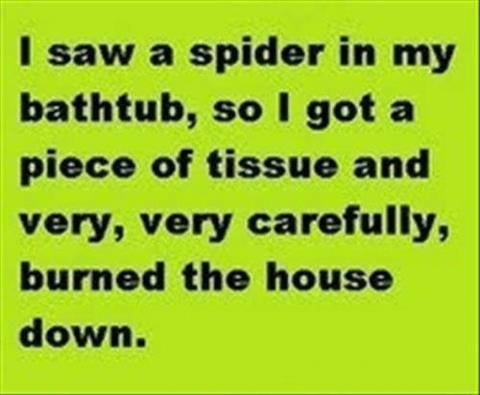 I saw a spider in my
bathtub, so I got a
piece of tissue and
very, very carefully,
burned the house
down.